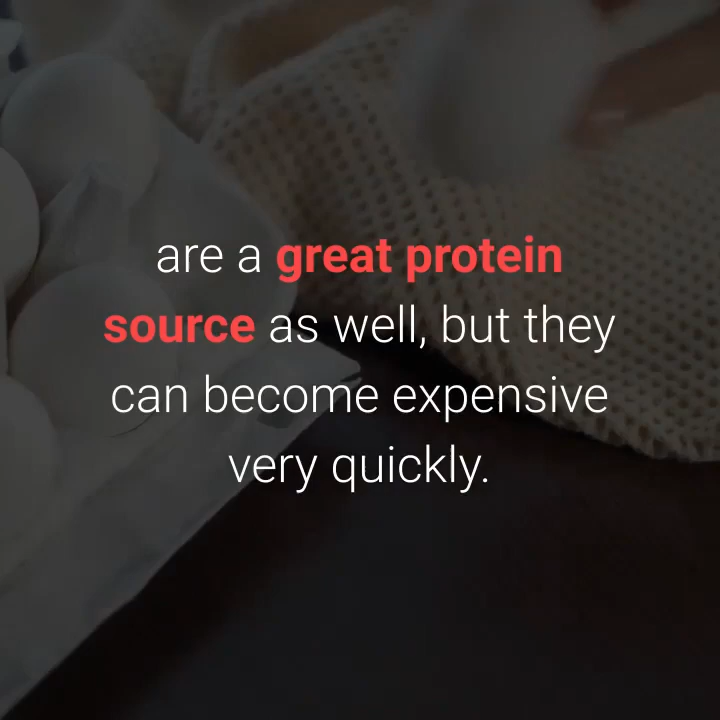 are a great protein
source as well, but they
can become expensive
very quickly.